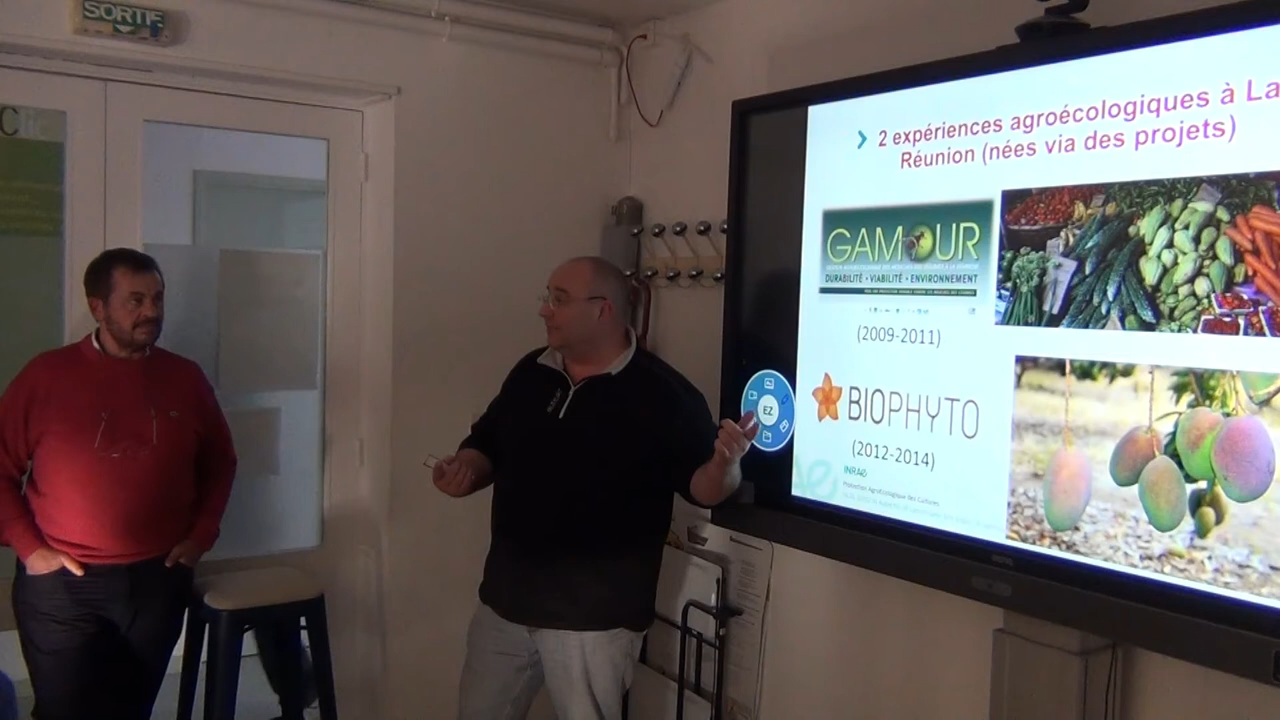 SORTIE
C
2 expériences agroécologiques à La
Réunion (nées via des projets)
GAMOUR
DURABILITÉ • VIABILITÉ • ENVIRONNEMENT
(2009-2011)
EZ
BIOPHYTO
(2012-2014)
INRAE
Protection Agroécologique des Cultures